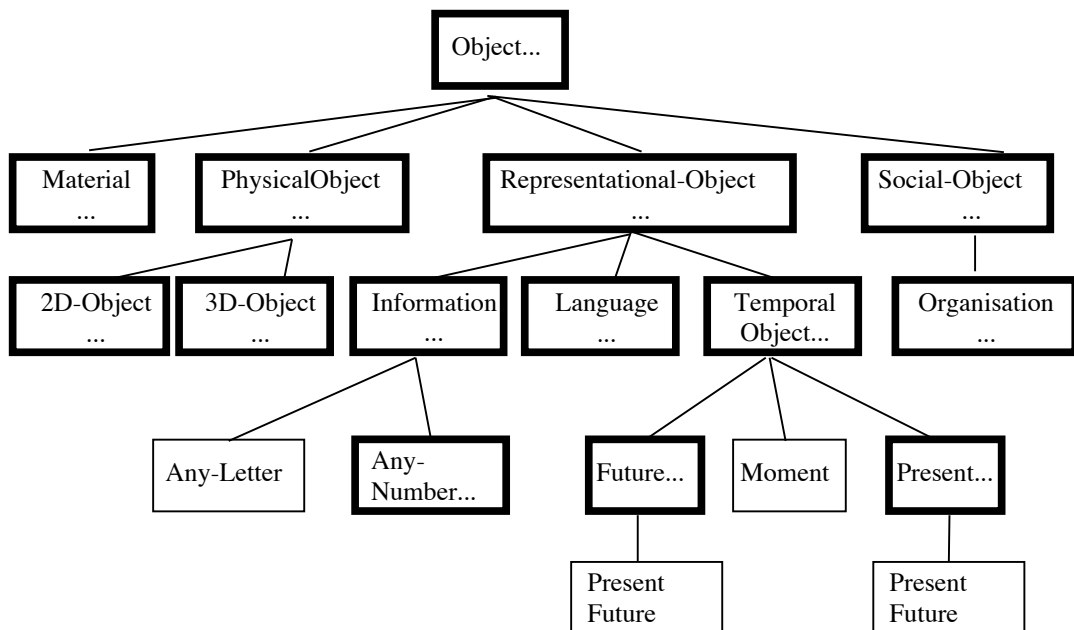 Object...
Material
...
PhysicalObject
...
Representational-Object
...
Social-Object
...
2D-Object
...
3D-Object
...
Information
...
Language
...
Temporal
Object...
Organisation
...
Any-Letter
Any-
Number...
Future...
Moment
Present...
Present
Future
Present
Future